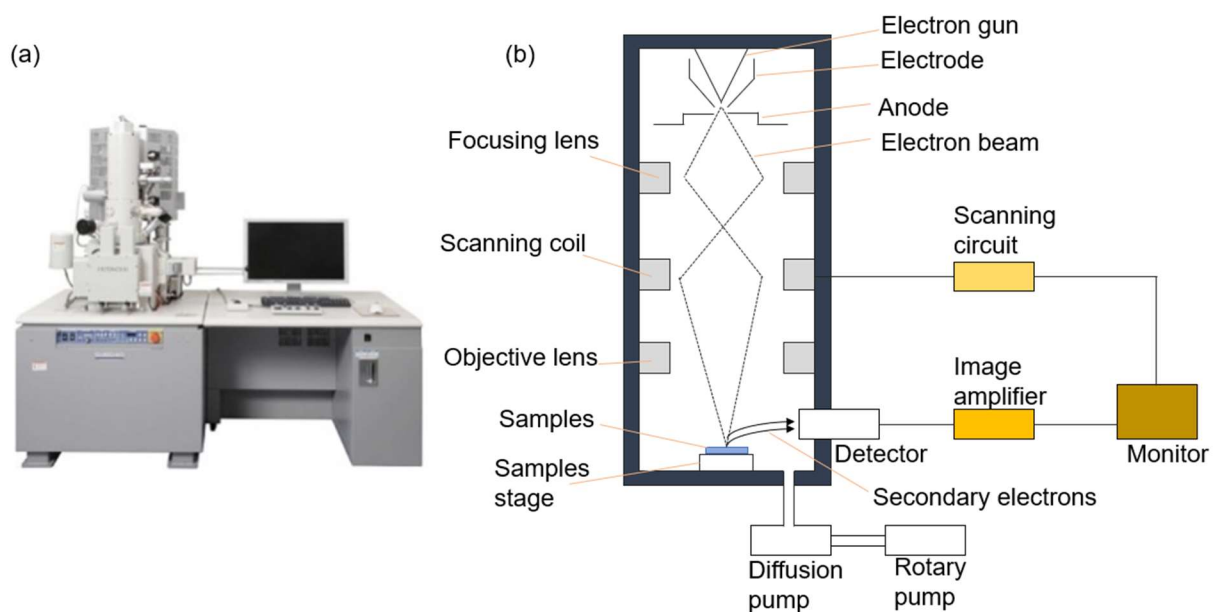 (a)
HITACHI
(b)
Electron gun
Electrode
Anode
Electron beam
Focusing lens
Scanning coil
Objective lens
Samples
Samples
stage
Scanning
circuit
Image
amplifier
Detector
Monitor
Secondary electrons
Diffusion
pump
Rotary
pump